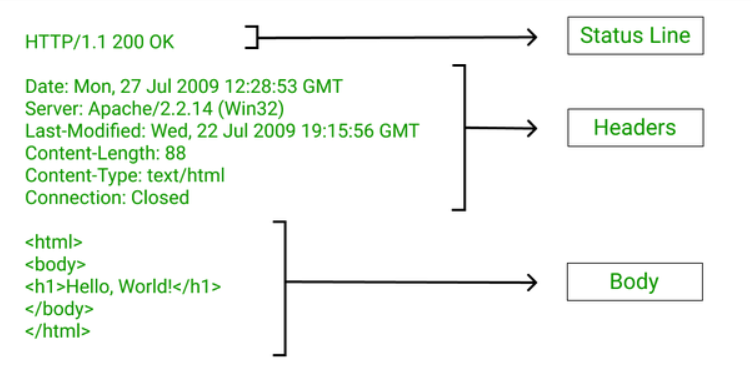 HTTP/1.1 200 OK
Status Line
Date: Mon, 27 Jul 2009 12:28:53 GMT
Server: Apache/2.2.14 (Win32)
Last-Modified: Wed, 22 Jul 2009 19:15:56 GMT
Content-Length: 88
Content-Type: text/html
Connection: Closed
Headers
<html>
<body>
<h1>Hello, World!</h1>
</body>
</html>
Body